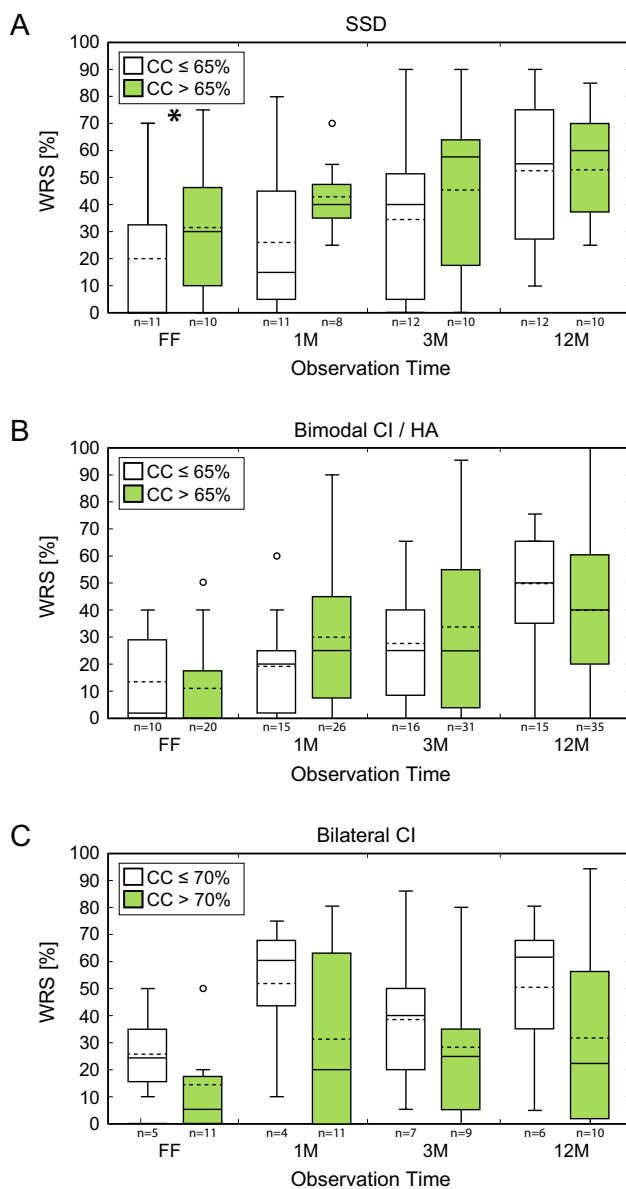 A
SSD
CC ≤ 65%
CC > 65%
*
WRS [%]
100
90
80
70
60
50
40
30
20
10
0
n=11 n=10 n=11 n=8 n=12 n=10 n=12 n=10
FF 1M 3M 12M
Observation Time
B
Bimodal CI / HA
CC ≤ 65%
CC > 65%
WRS [%]
100
90
80
70
60
50
40
30
20
10
0
n=10 n=20 n=15 n=26 n=16 n=31 n=15 n=35
FF 1M 3M 12M
Observation Time
C
Bilateral CI
CC ≤ 70%
CC > 70%
WRS [%]
100
90
80
70
60
50
40
30
20
10
0
n=5 n=11 n=4 n=11 n=7 n=9 n=6 n=10
FF 1M 3M 12M
Observation Time